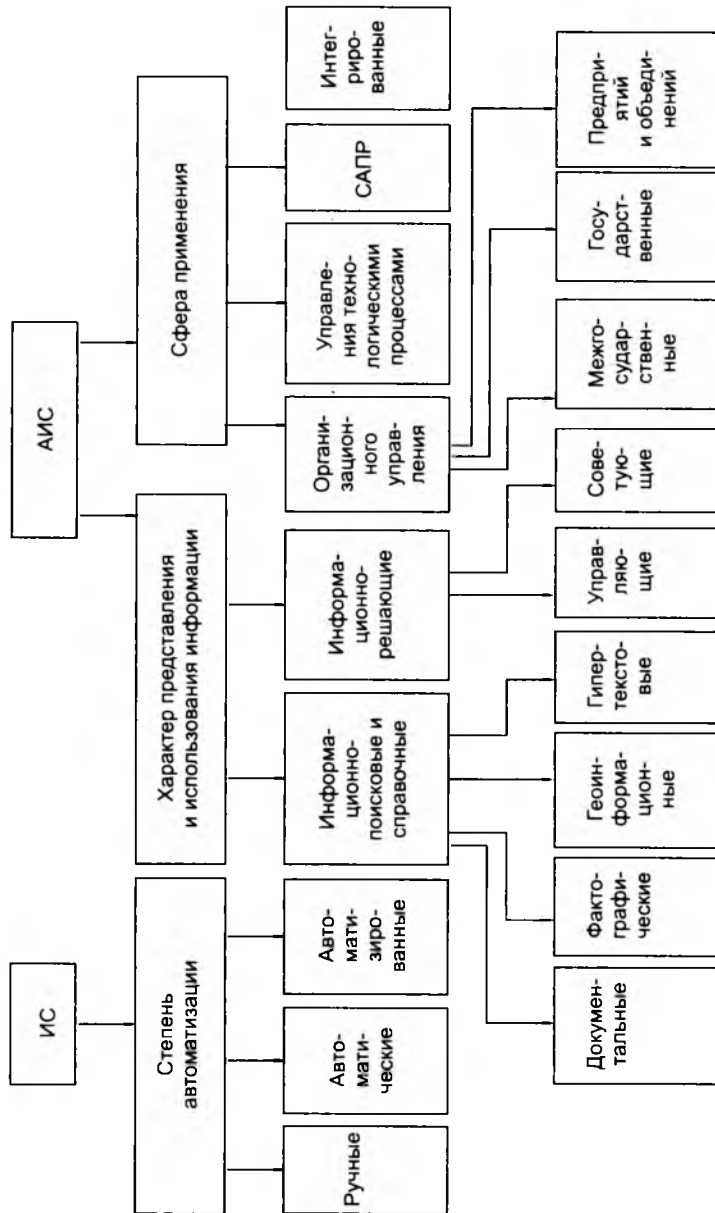 ИС
АИС
Степень
автоматизации
Характер представления
и использования информации
Сфера применения
Ручные
Авто-
мати-
ческие
Авто-
мати-
зиро-
ванные
Информа-
ционно-
поисковые и
справочные
Информа-
ционно-
решающие
Органи-
зацион-
ного
управ-
ления
Управле-
ния техно-
логическими
процессами
САПР
Интег-
риро-
ванные
Докумен-
тальные
Факто-
графи-
ческие
Геоин-
форма-
цион-
ные
Гипер-
тексто-
вые
Управ-
ляю-
щие
Сове-
тую-
щие
Межго-
судар-
ствен-
ные
Госу-
дарст-
венные
Предпри-
ятий
и объеди-
нений